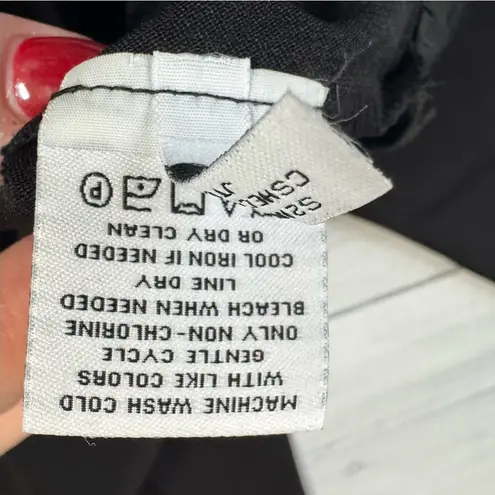 MACHINE WASH COLD
WITH LIKE COLORS
GENTLE CYCLE
ONLY NON-CHLORINE
BLEACH WHEN NEEDED
LINE DRY
COOL IRON IF NEEDED
OR DRY CLEAN
P